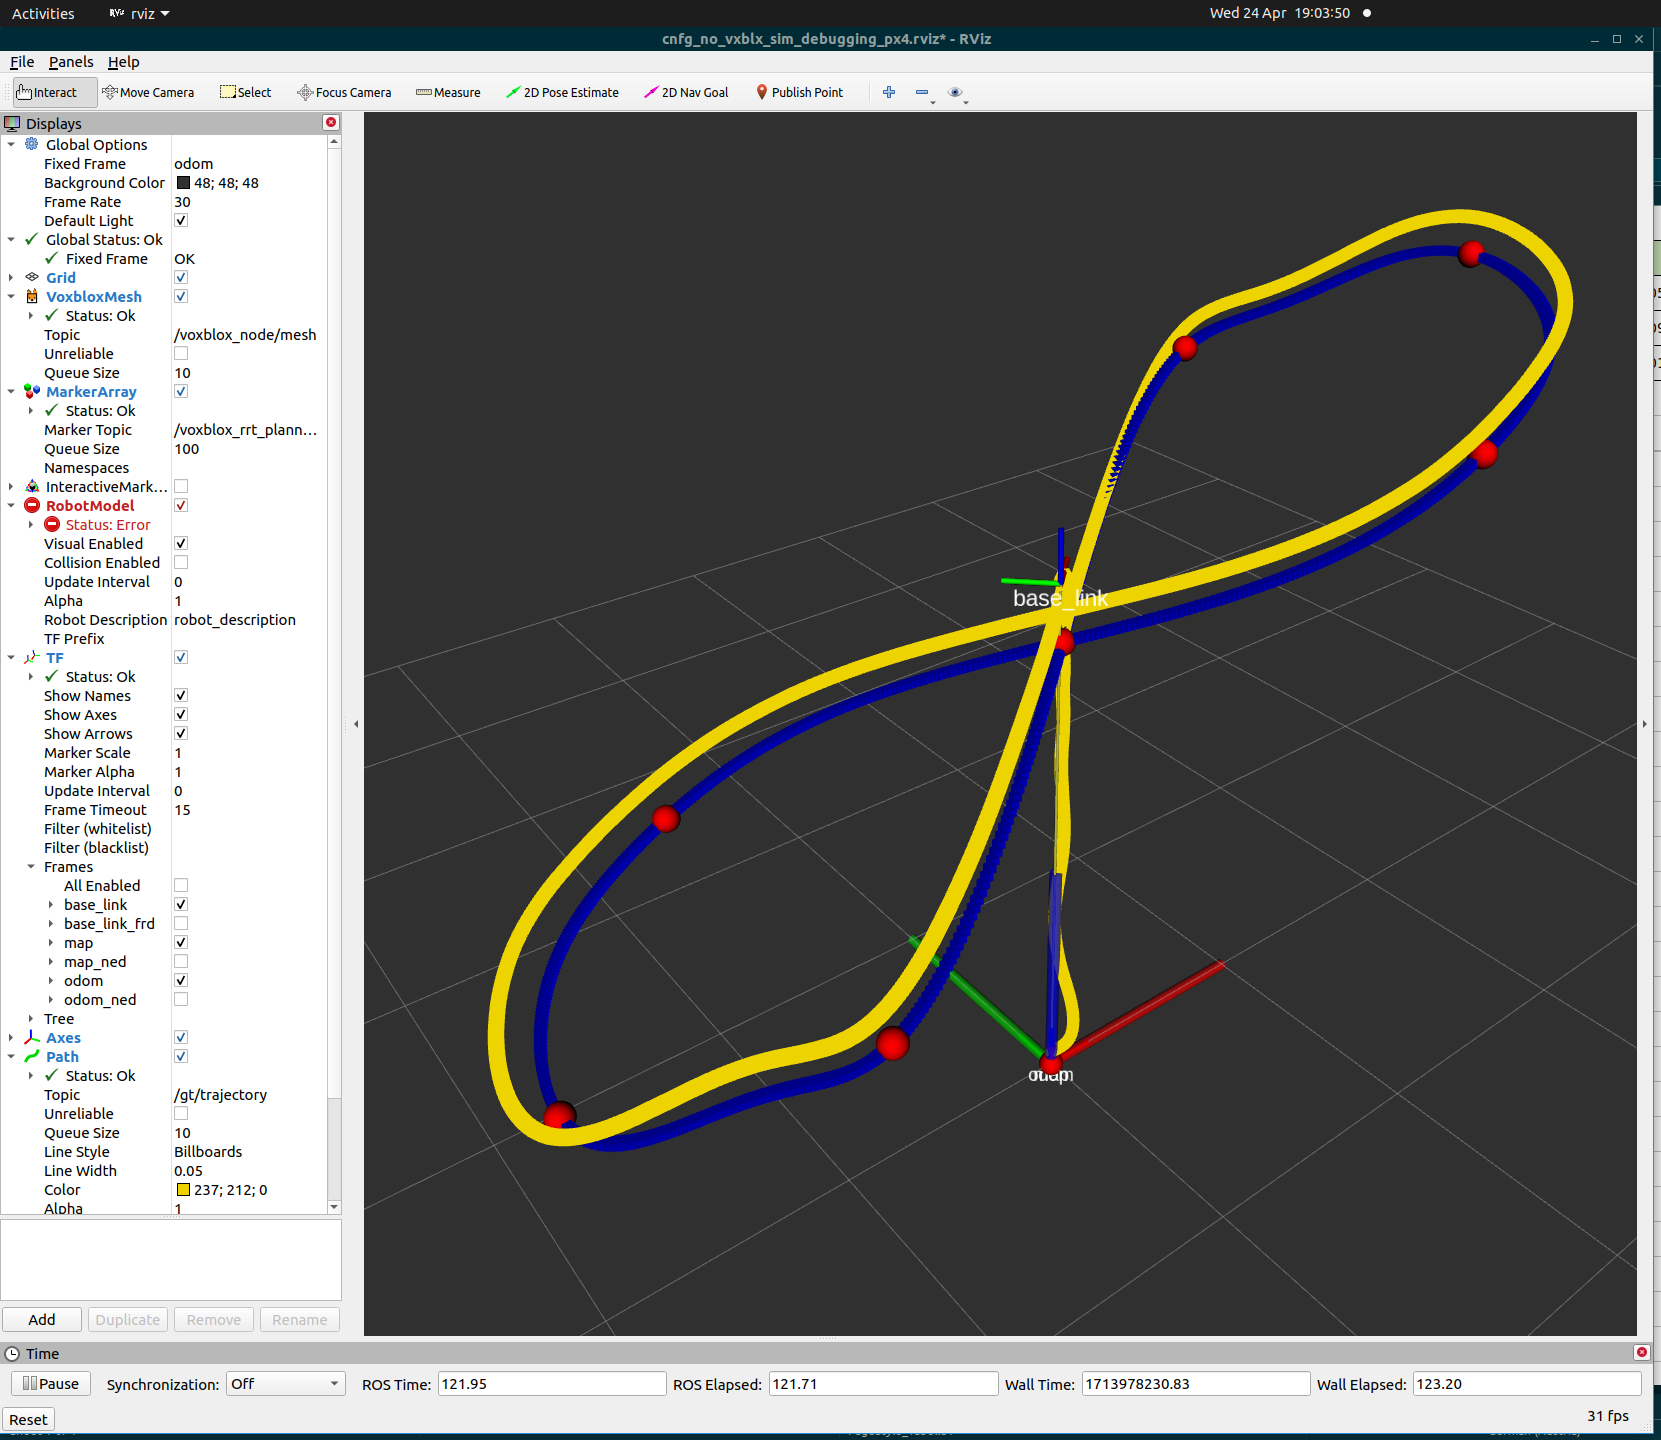 Activities rviz Wed 24 Apr 19:03:50
cnfg_no_vxblx_sim_debugging_px4.rviz* - RViz
File Panels Help
Interact Move Camera Select Focus Camera Measure 2D Pose Estimate 2D Nav Goal Publish Point
Displays
Global Options
Fixed Frame odom
Background Color 48; 48; 48
Frame Rate 30
Default Light
Global Status: Ok
Fixed Frame OK
Grid
VoxbloxMesh
Status: Ok
Topic /voxblox_node/mesh
Unreliable
Queue Size 10
MarkerArray
Status: Ok
Marker Topic /voxblox_rrt_plann...
Queue Size 100
Namespaces
InteractiveMark...
RobotModel
Status: Error
Visual Enabled
Collision Enabled
Update Interval 0
Alpha 1
Robot Description robot_description
TF Prefix
TF
Status: Ok
Show Names
Show Axes
Show Arrows
Marker Scale 1
Marker Alpha 1
Update Interval 0
Frame Timeout 15
Filter (whitelist)
Filter (blacklist)
Frames
All Enabled
base_link
base_link_frd
map
map_ned
odom
odom_ned
Tree
Axes
Path
Status: Ok
Topic /gt/trajectory
Unreliable
Queue Size 10
Line Style Billboards
Line Width 0.05
Color 237; 212; 0
Alpha 1
base_link
Add Duplicate Remove Rename
Time
Pause Synchronization: Off ROS Time: 121.95 ROS Elapsed: 121.71 Wall Time: 1713978230.83 Wall Elapsed: 123.20
Reset 31 fps